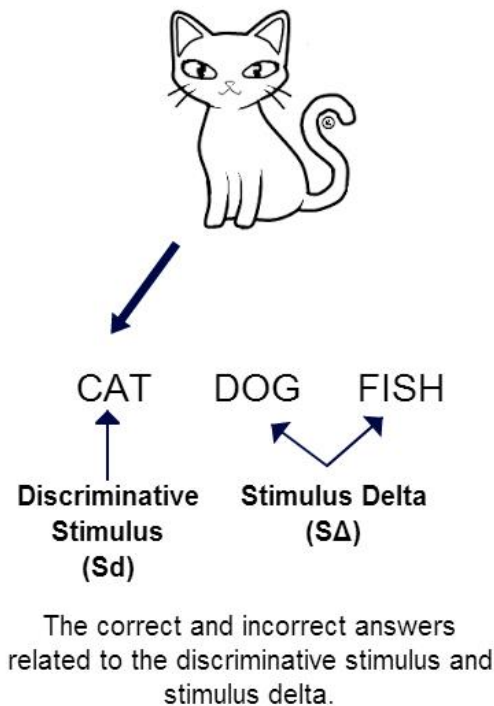 CAT DOG FISH
Discriminative
Stimulus
(Sd)
Stimulus Delta
(SΔ)
The correct and incorrect answers
related to the discriminative stimulus and
stimulus delta.